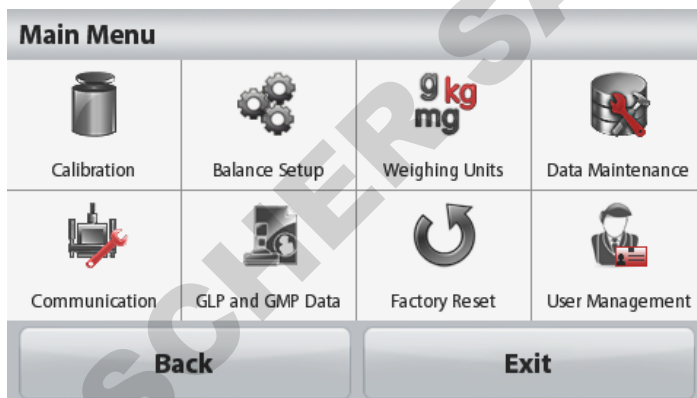 Main Menu
g kg
mg
Calibration
Balance Setup
Weighing Units
Data Maintenance
Communication
GLP and GMP Data
Factory Reset
User Management
Back
Exit